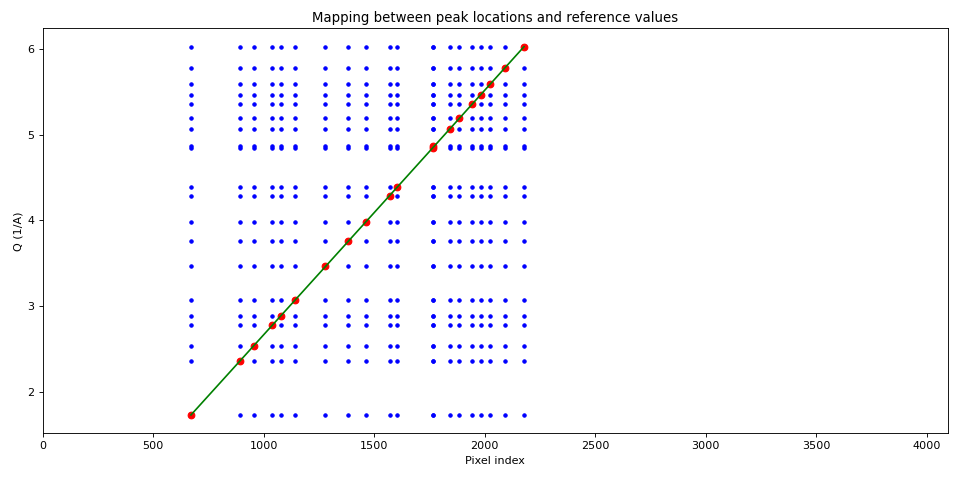 Mapping between peak locations and reference values
6
5
4
3
2
Q (1/A)
0 500 1000 1500 2000 2500 3000 3500 4000
Pixel index